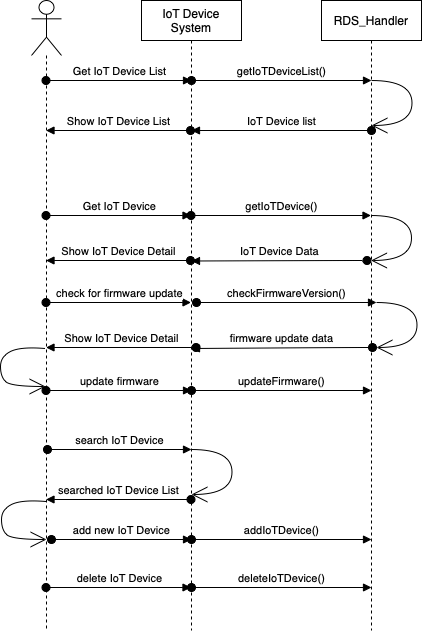 IoT Device
System
RDS_Handler
Get IoT Device List
getIoTDeviceList()
Show IoT Device List
IoT Device list
Get IoT Device
getIoTDevice()
Show IoT Device Detail
IoT Device Data
check for firmware update
checkFirmwareVersion()
Show IoT Device Detail
firmware update data
update firmware
updateFirmware()
search IoT Device
searched IoT Device List
add new IoT Device
addIoTDevice()
delete IoT Device
deleteIoTDevice()